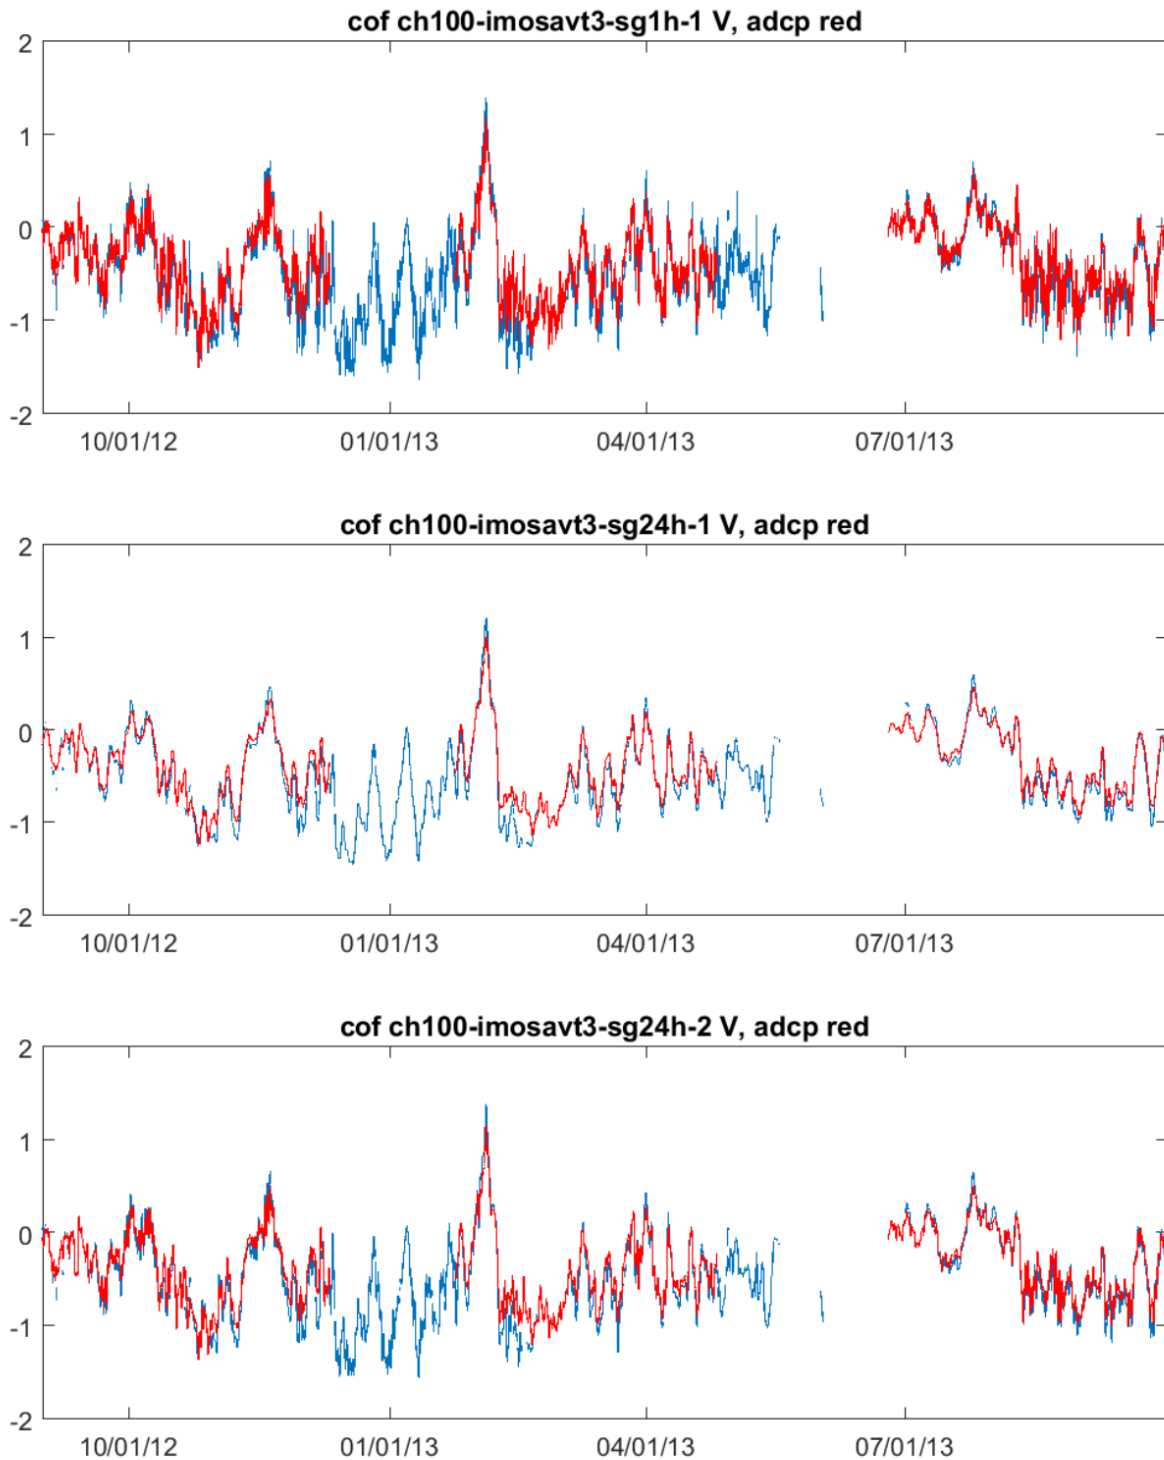 cof ch100-imosavt3-sg1h-1 V, adcp red
2
1
0
-1
-2
10/01/12 01/01/13 04/01/13 07/01/13
cof ch100-imosavt3-sg24h-1 V, adcp red
2
1
0
-1
-2
10/01/12 01/01/13 04/01/13 07/01/13
cof ch100-imosavt3-sg24h-2 V, adcp red
2
1
0
-1
-2
10/01/12 01/01/13 04/01/13 07/01/13